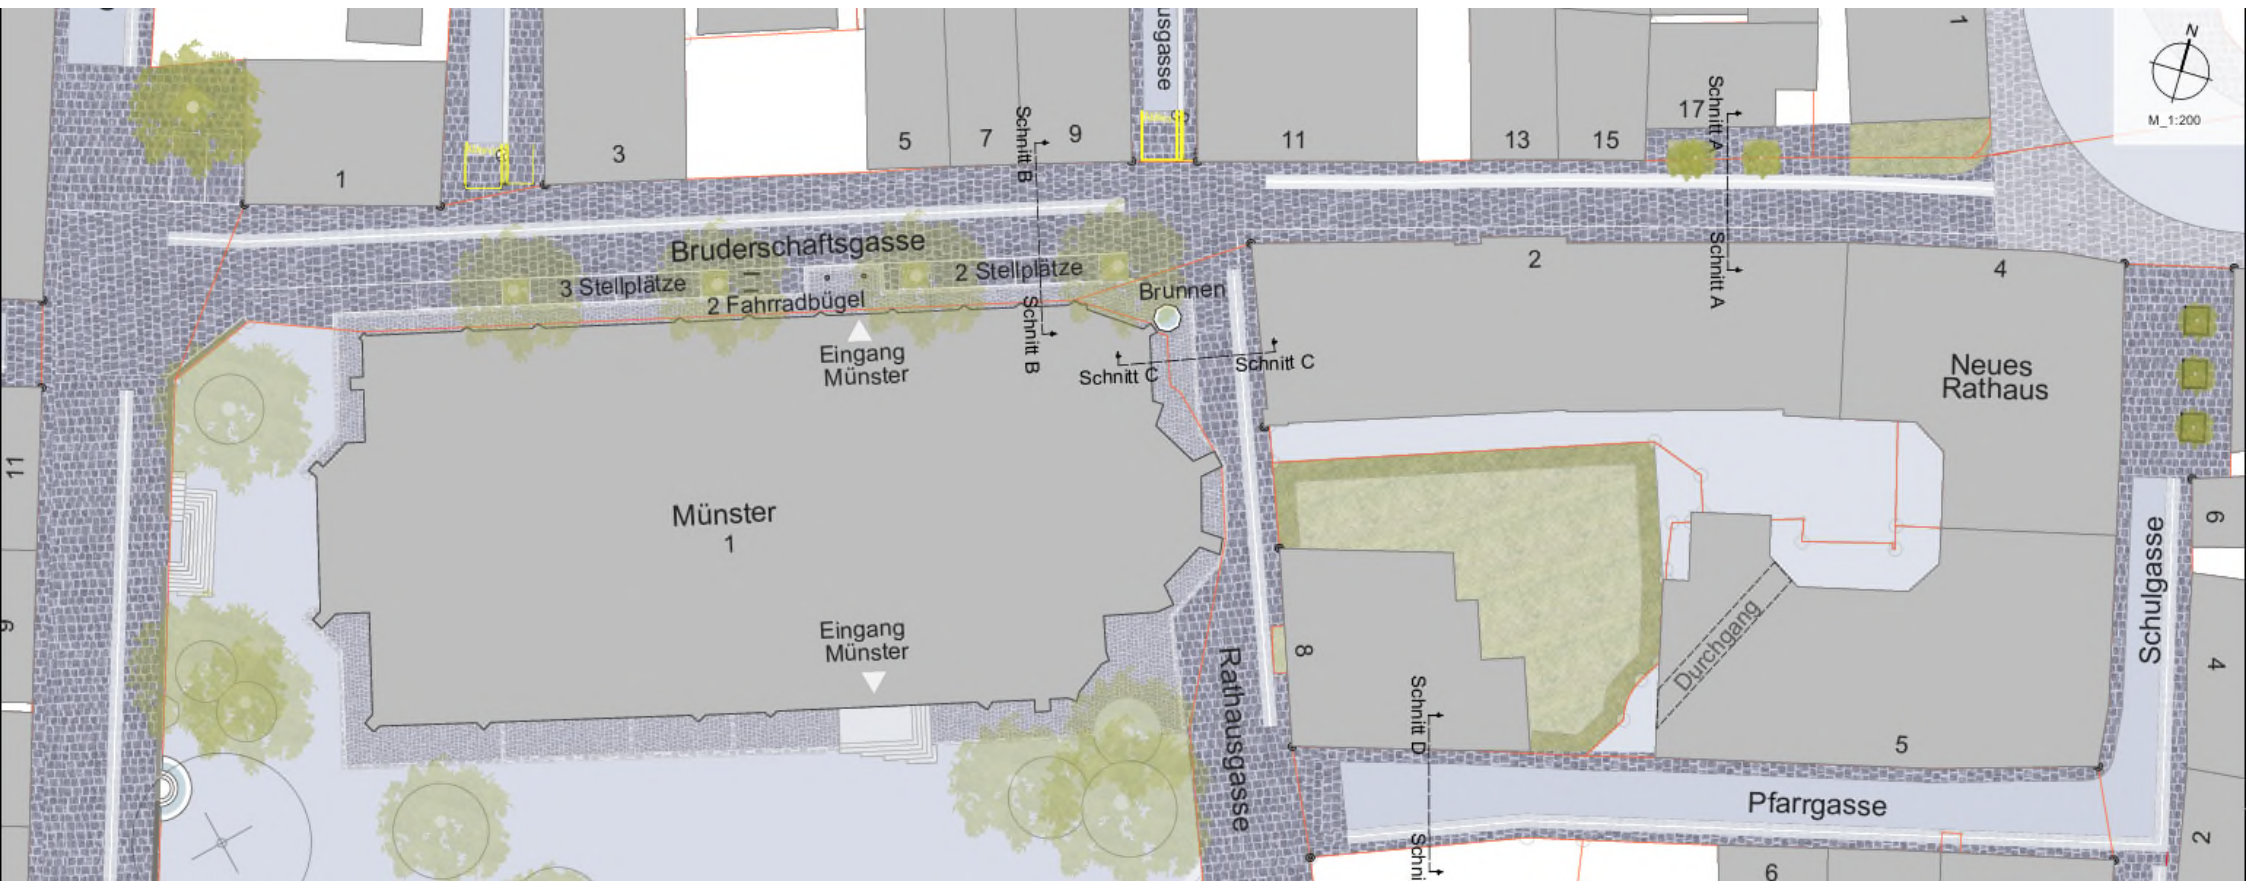 N
M_1:200
1
3
5
7
9
11
13
15
17
1
usgasse
Schnitt B
Schnitt A
Bruderschaftsgasse
3 Stellplätze
2 Fahrradbügel
2 Stellplätze
Brunnen
2
4
Schnitt A
Schnitt B
Eingang
Münster
Schnitt C
Schnitt C
Neues
Rathaus
11
9
Münster
1
6
Schulgasse
4
Eingang
Münster
Rathausgasse
8
Durchgang
Schnitt D
5
Pfarrgasse
Schni
6
2